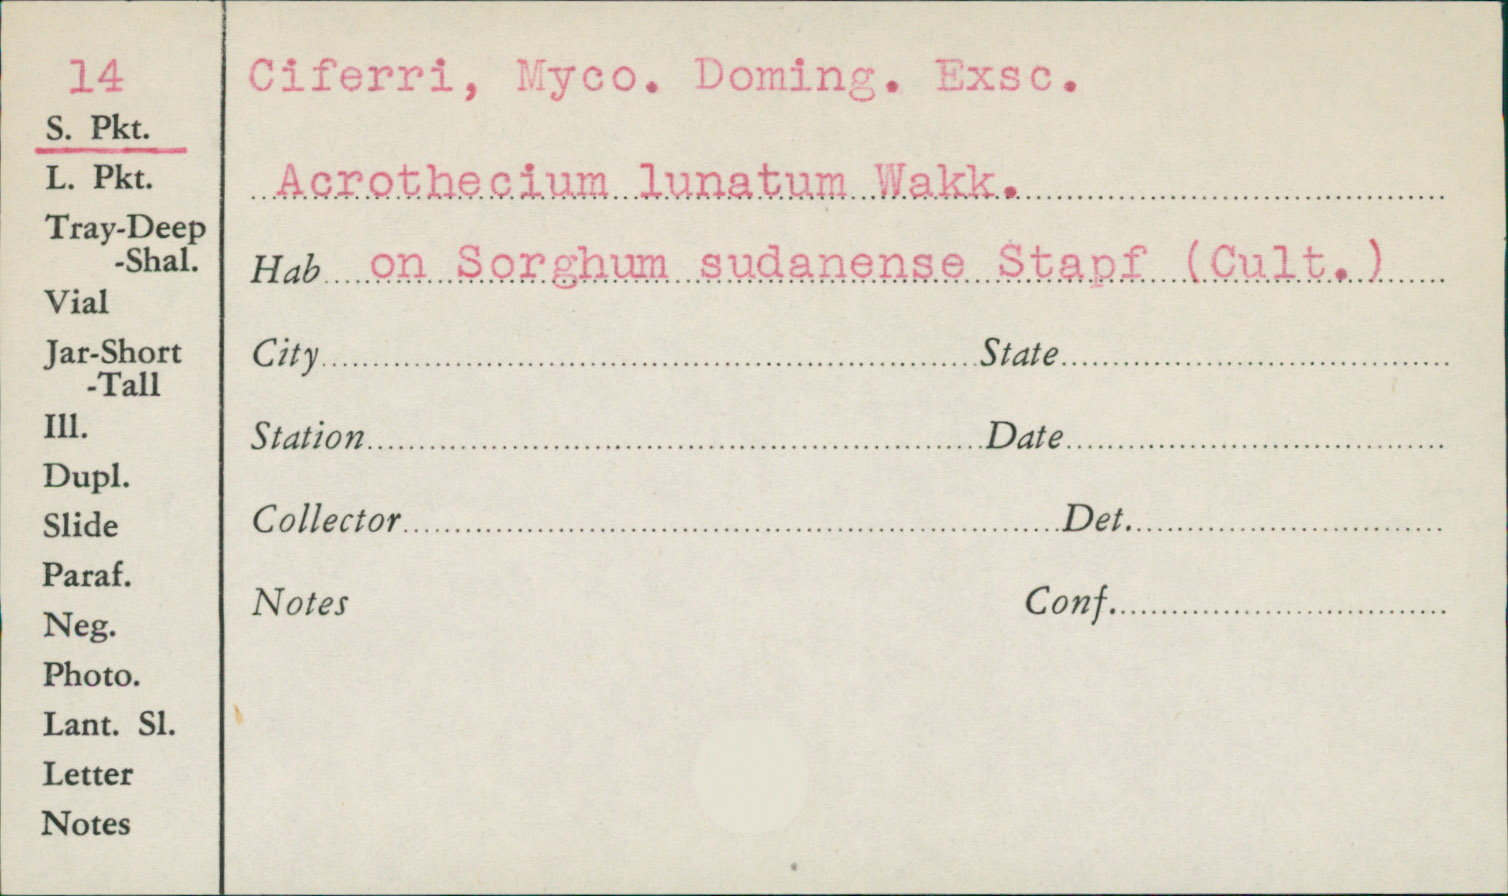 14
S. Pkt.
L. Pkt.
Tray-Deep
-Shal.
Vial
Jar-Short
-Tall
Ill.
Dupl.
Slide
Paraf.
Neg.
Photo.
Lant. Sl.
Letter
Notes
Ciferri, Myco. Doming. Exsc.
Acrothecium lunatum Wakk.
Hab on Sorghum sudanense Stapf (Cult.)
City State
Station Date
Collector Det.
Notes Conf.